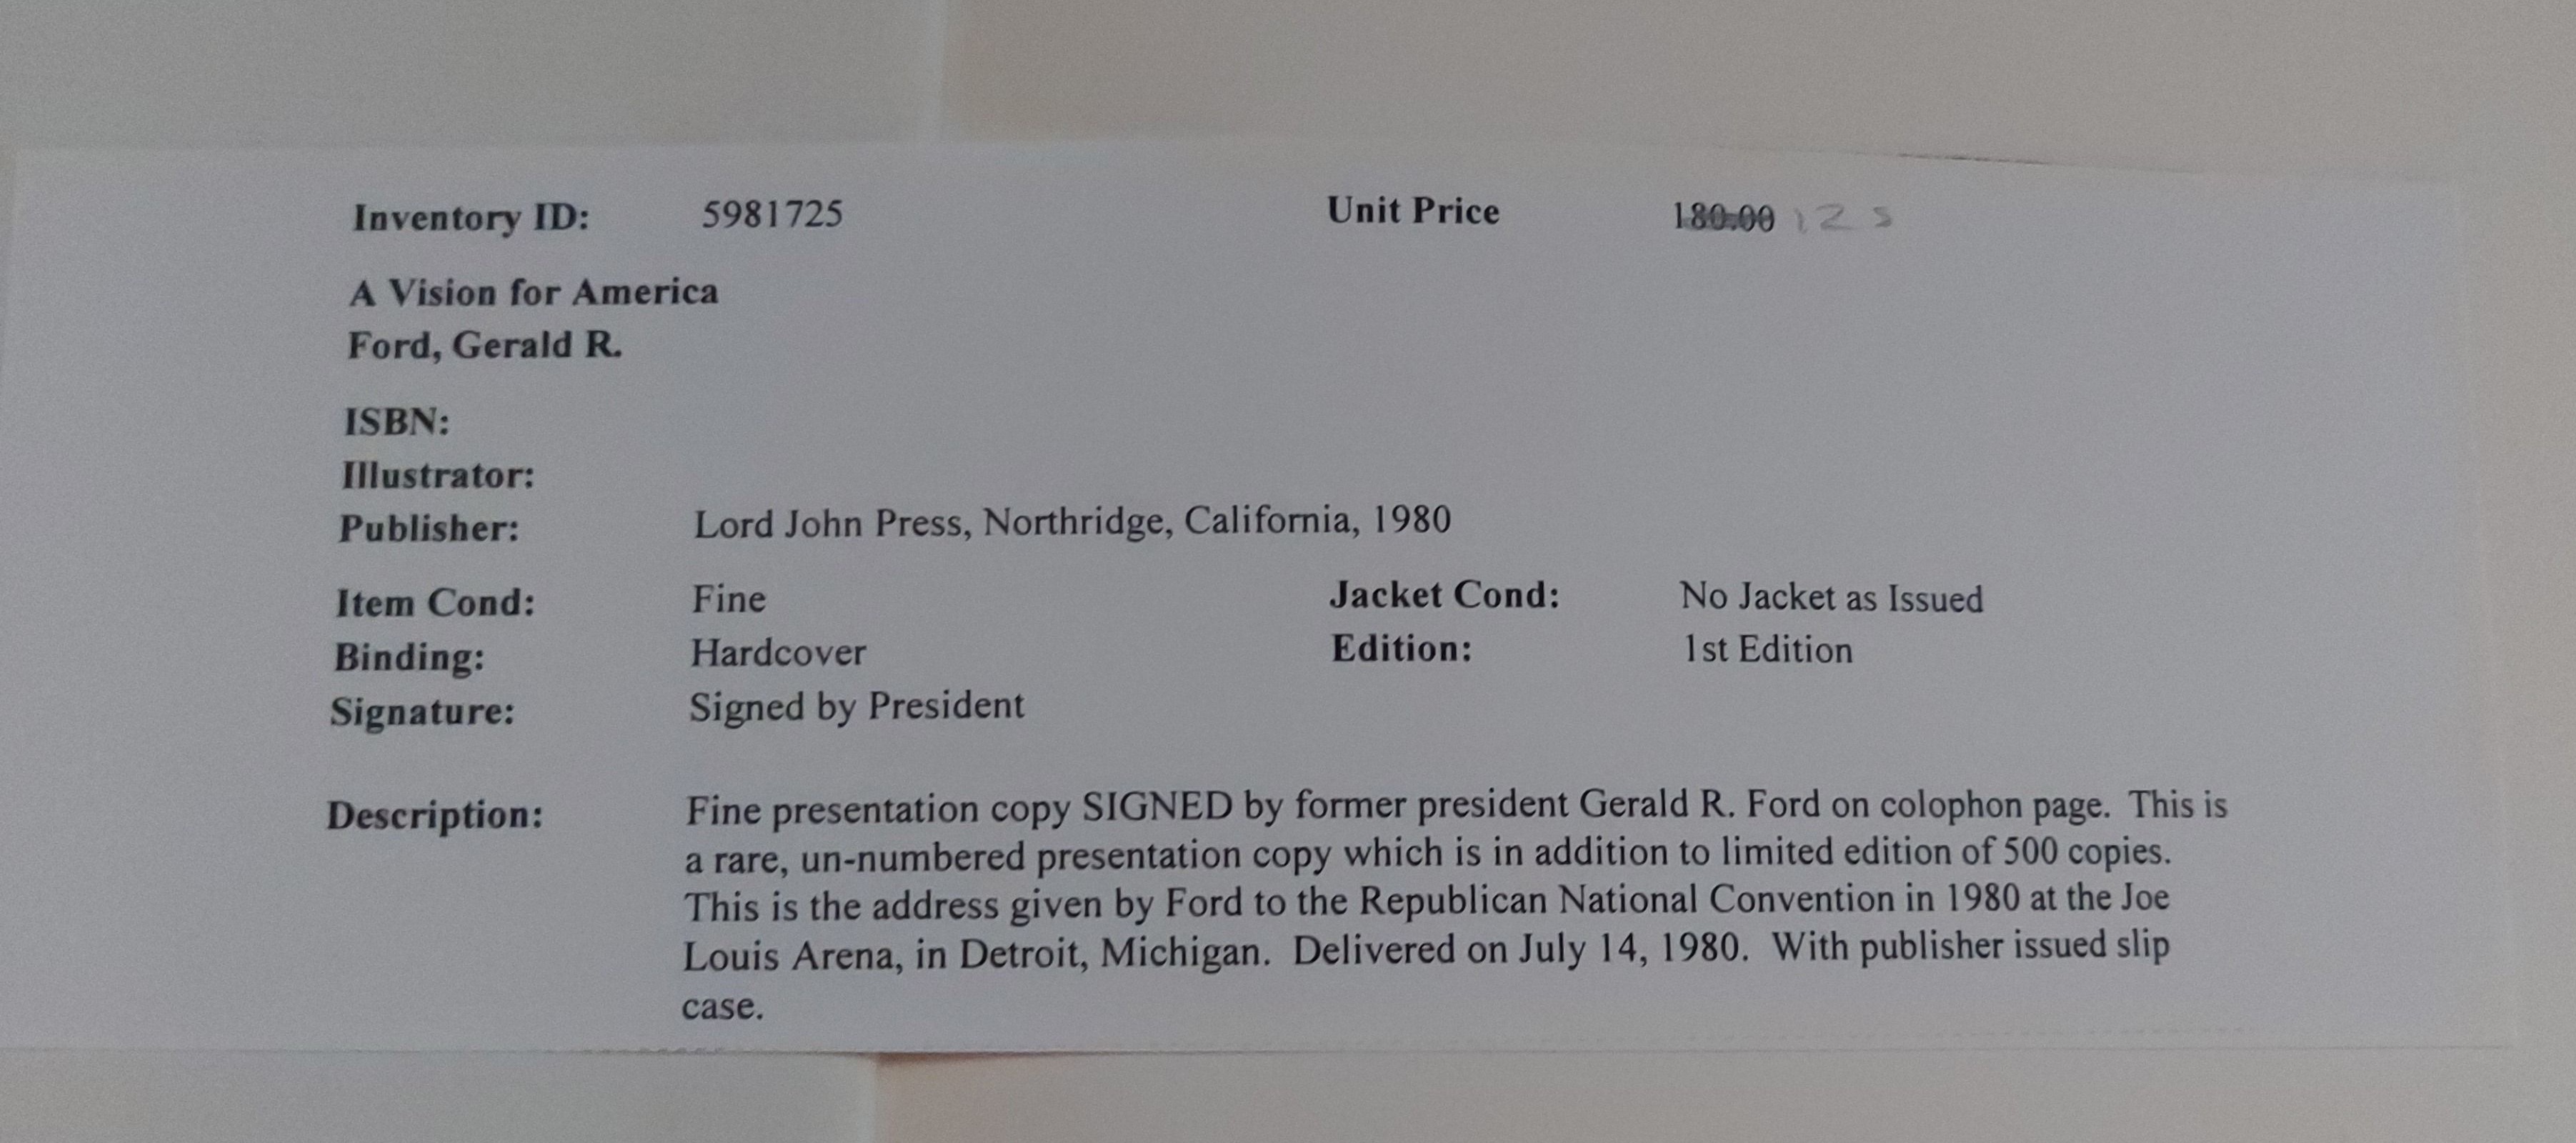 Inventory ID: 5981725 Unit Price 180.00 125
A Vision for America
Ford, Gerald R.
ISBN:
Illustrator:
Publisher: Lord John Press, Northridge, California, 1980
Item Cond: Fine Jacket Cond: No Jacket as Issued
Binding: Hardcover Edition: 1st Edition
Signature: Signed by President
Description: Fine presentation copy SIGNED by former president Gerald R. Ford on colophon page. This is
a rare, un-numbered presentation copy which is in addition to limited edition of 500 copies.
This is the address given by Ford to the Republican National Convention in 1980 at the Joe
Louis Arena, in Detroit, Michigan. Delivered on July 14, 1980. With publisher issued slip
case.